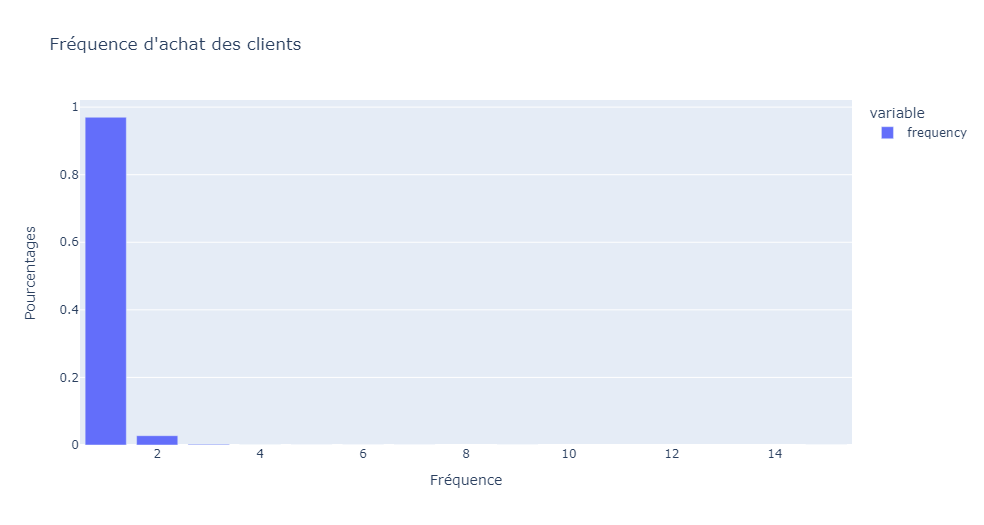 Fréquence d'achat des clients
1
0.8
0.6
0.4
0.2
0
Pourcentages
2 4 6 8 10 12 14
Fréquence
variable
frequency